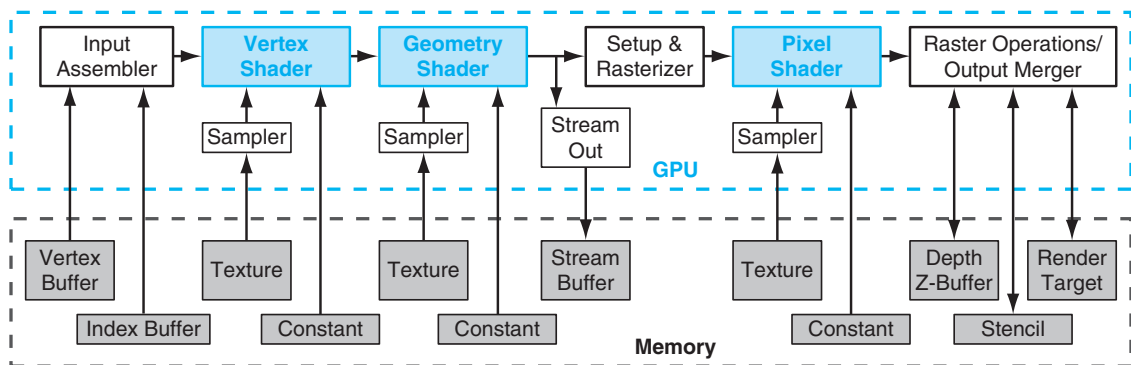 Input
Assembler
Vertex
Shader
Geometry
Shader
Setup &
Rasterizer
Pixel
Shader
Raster Operations/
Output Merger
Sampler
Sampler
Stream
Out
Sampler
GPU
Vertex
Buffer
Texture
Texture
Stream
Buffer
Texture
Depth
Z-Buffer
Render
Target
Index Buffer
Constant
Constant
Constant
Stencil
Memory